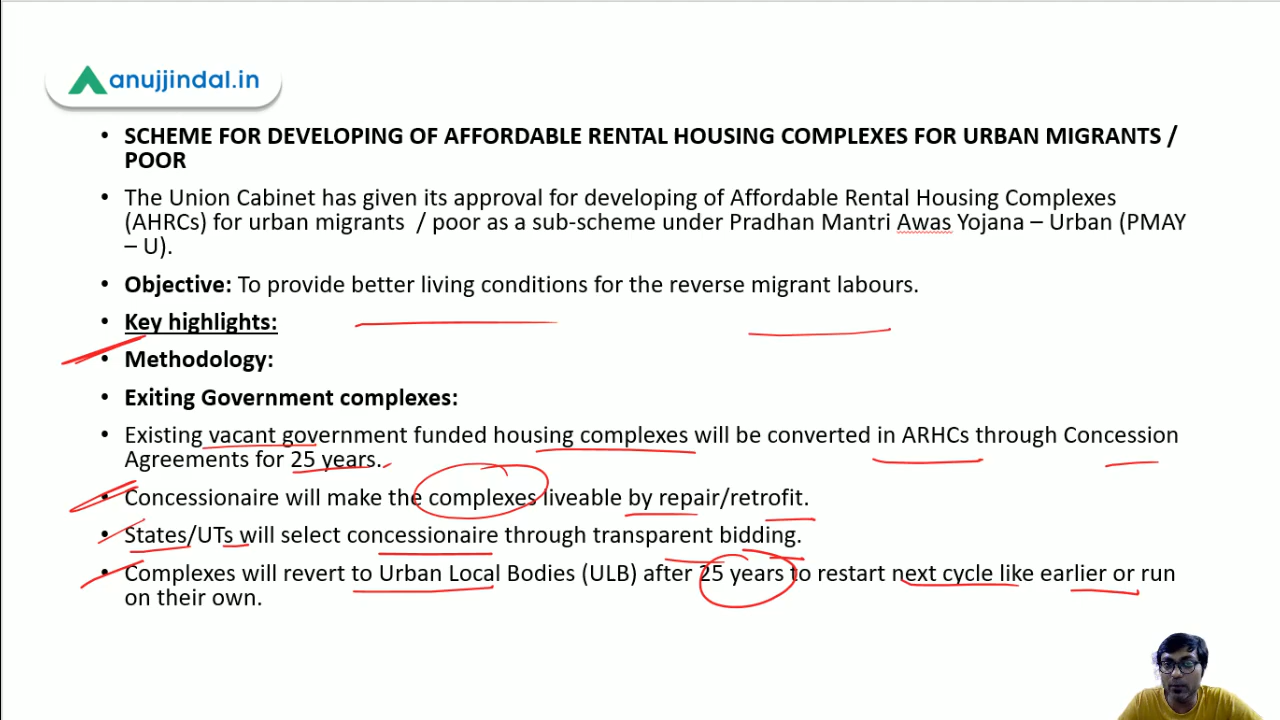 anujjindal.in
• SCHEME FOR DEVELOPING OF AFFORDABLE RENTAL HOUSING COMPLEXES FOR URBAN MIGRANTS /
POOR
• The Union Cabinet has given its approval for developing of Affordable Rental Housing Complexes
(AHRCs) for urban migrants / poor as a sub-scheme under Pradhan Mantri Awas Yojana – Urban (PMAY
– U).
• Objective: To provide better living conditions for the reverse migrant labours.
• Key highlights:
• Methodology:
• Exiting Government complexes:
• Existing vacant government funded housing complexes will be converted in ARHCs through Concession
Agreements for 25 years.
• Concessionaire will make the complexes liveable by repair/retrofit.
• States/UTs will select concessionaire through transparent bidding.
• Complexes will revert to Urban Local Bodies (ULB) after 25 years to restart next cycle like earlier or run
on their own.